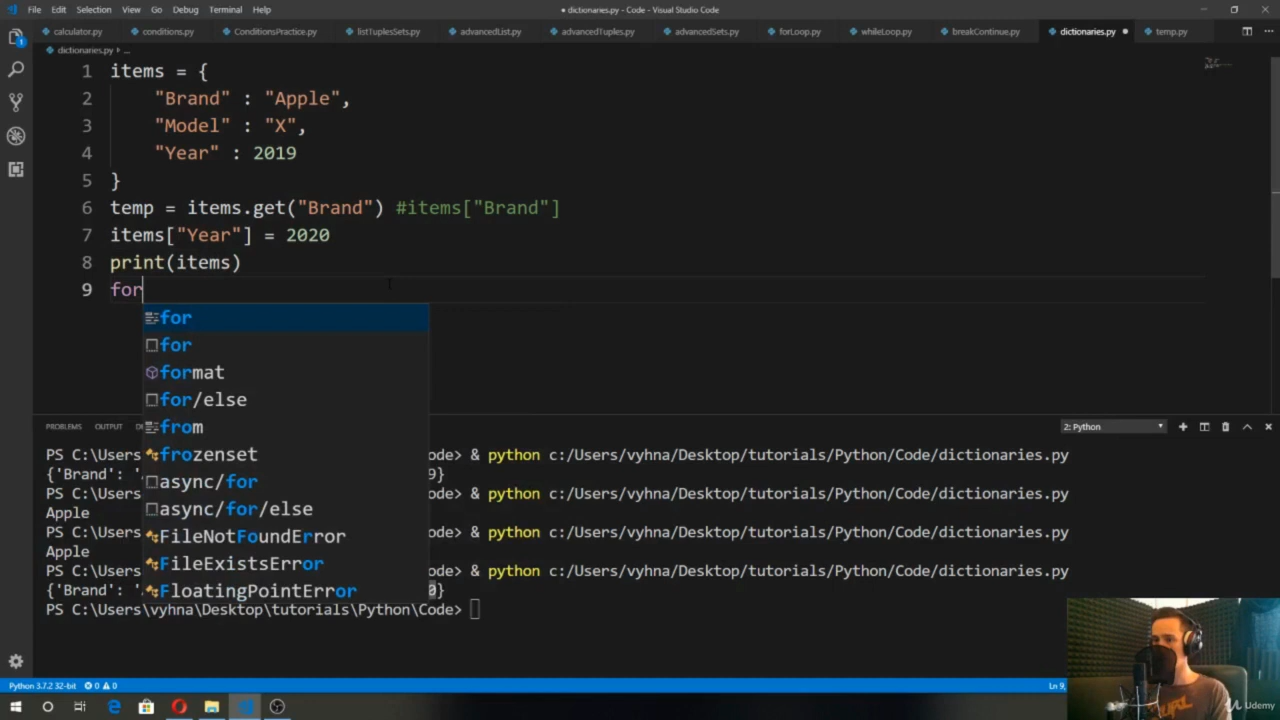 File Edit Selection View Go Debug Terminal Help
● dictionaries.py - Code - Visual Studio Code
calculator.py conditions.py ConditionsPractice.py listTuplesSets.py advancedList.py advancedTuples.py advancedSets.py forLoop.py whileLoop.py breakContinue.py dictionaries.py ● temp.py
dictionaries.py › ...
1 items = {
2 "Brand" : "Apple",
3 "Model" : "X",
4 "Year" : 2019
5 }
6 temp = items.get("Brand") #items["Brand"]
7 items["Year"] = 2020
8 print(items)
9 for
for
for
format
for/else
from
frozenset
async/for
async/for/else
FileNotFoundError
FileExistsError
FloatingPointError
PROBLEMS OUTPUT 2: Python
PS C:\Users code> & python c:/Users/vyhna/Desktop/tutorials/Python/Code/dictionaries.py
{'Brand': ' 9}
PS C:\Users code> & python c:/Users/vyhna/Desktop/tutorials/Python/Code/dictionaries.py
Apple
PS C:\Users code> & python c:/Users/vyhna/Desktop/tutorials/Python/Code/dictionaries.py
Apple
PS C:\Users code> & python c:/Users/vyhna/Desktop/tutorials/Python/Code/dictionaries.py
{'Brand': ' 0}
PS C:\Users\vyhna\Desktop\tutorials\Python\Code>
Python 3.7.2 32-bit 0 0 Ln 9,
Udemy